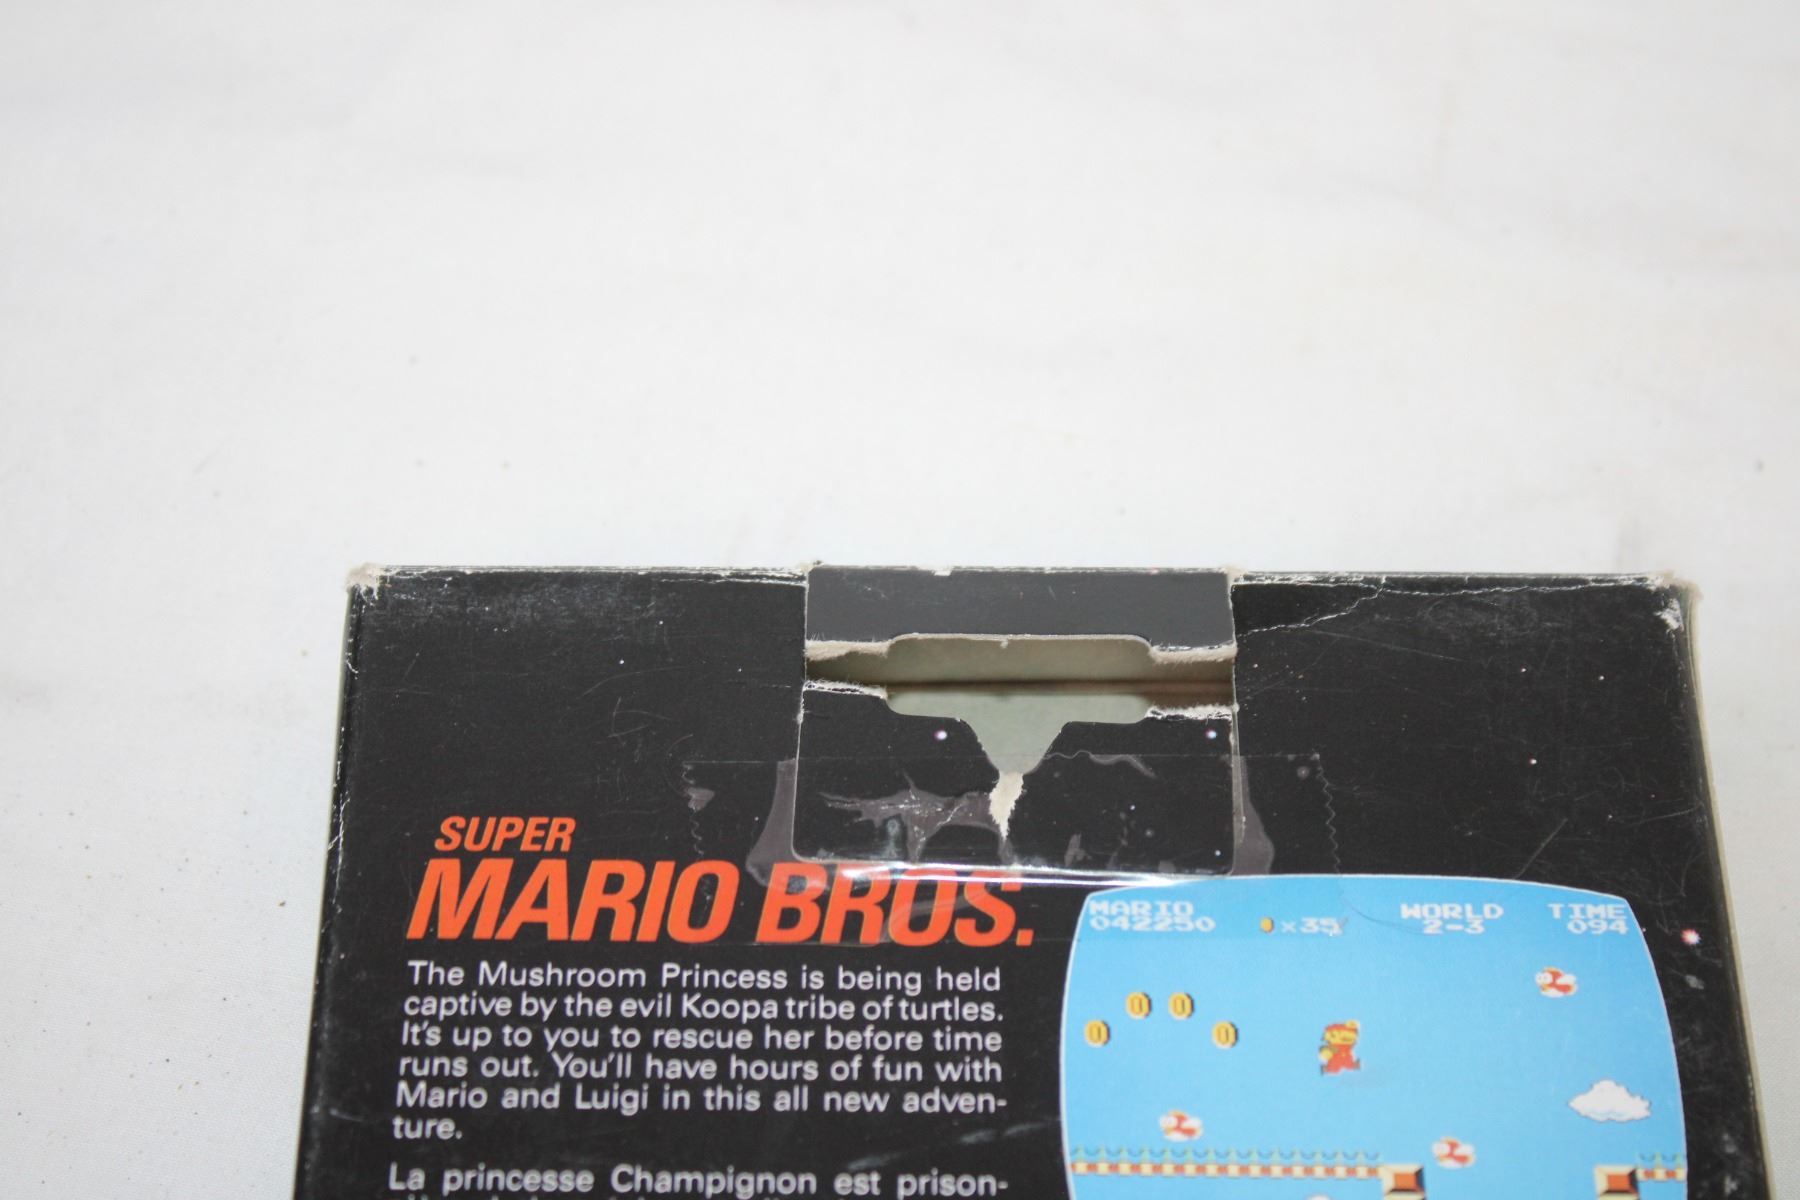 SUPER
MARIO BROS.
The Mushroom Princess is being held
captive by the evil Koopa tribe of turtles.
It's up to you to rescue her before time
runs out. You'll have hours of fun with
Mario and Luigi in this all new adven-
ture.
La princesse Champignon est prison-
MARIO WORLD TIME
042250 x35 2-3 094